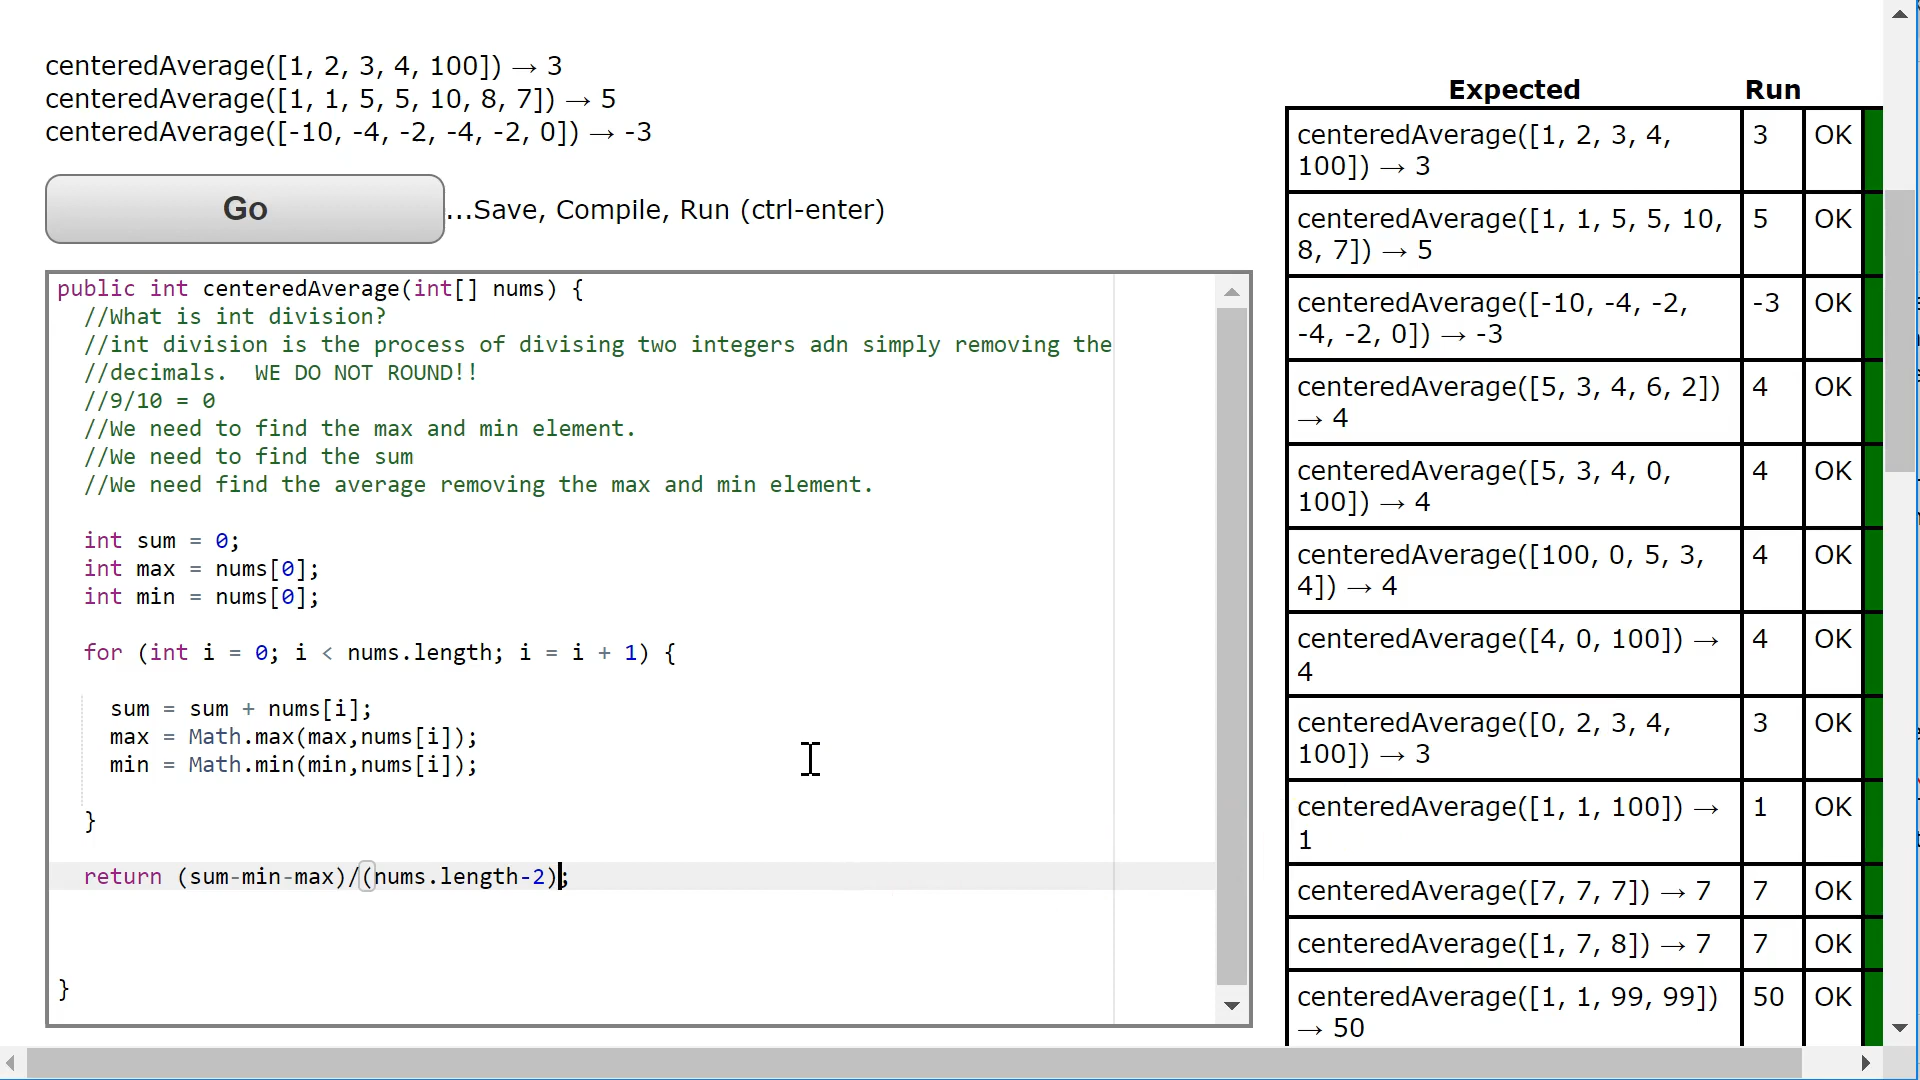 centeredAverage([1, 2, 3, 4, 100]) → 3
centeredAverage([1, 1, 5, 5, 10, 8, 7]) → 5
centeredAverage([-10, -4, -2, -4, -2, 0]) → -3
Go
...Save, Compile, Run (ctrl-enter)
public int centeredAverage(int[] nums) {
//What is int division?
//int division is the process of divising two integers adn simply removing the
//decimals.  WE DO NOT ROUND!!
//9/10 = 0
//We need to find the max and min element.
//We need to find the sum
//We need find the average removing the max and min element.
int sum = 0;
int max = nums[0];
int min = nums[0];
for (int i = 0; i < nums.length; i = i + 1) {
sum = sum + nums[i];
max = Math.max(max,nums[i]);
min = Math.min(min,nums[i]);
}
return (sum-min-max)/(nums.length-2);
}
Expected Run
centeredAverage([1, 2, 3, 4, 3 OK
100]) → 3
centeredAverage([1, 1, 5, 5, 10, 5 OK
8, 7]) → 5
centeredAverage([-10, -4, -2, -3 OK
-4, -2, 0]) → -3
centeredAverage([5, 3, 4, 6, 2]) 4 OK
→ 4
centeredAverage([5, 3, 4, 0, 4 OK
100]) → 4
centeredAverage([100, 0, 5, 3, 4 OK
4]) → 4
centeredAverage([4, 0, 100]) → 4 OK
4
centeredAverage([0, 2, 3, 4, 3 OK
100]) → 3
centeredAverage([1, 1, 100]) → 1 OK
1
centeredAverage([7, 7, 7]) → 7 7 OK
centeredAverage([1, 7, 8]) → 7 7 OK
centeredAverage([1, 1, 99, 99]) 50 OK
→ 50